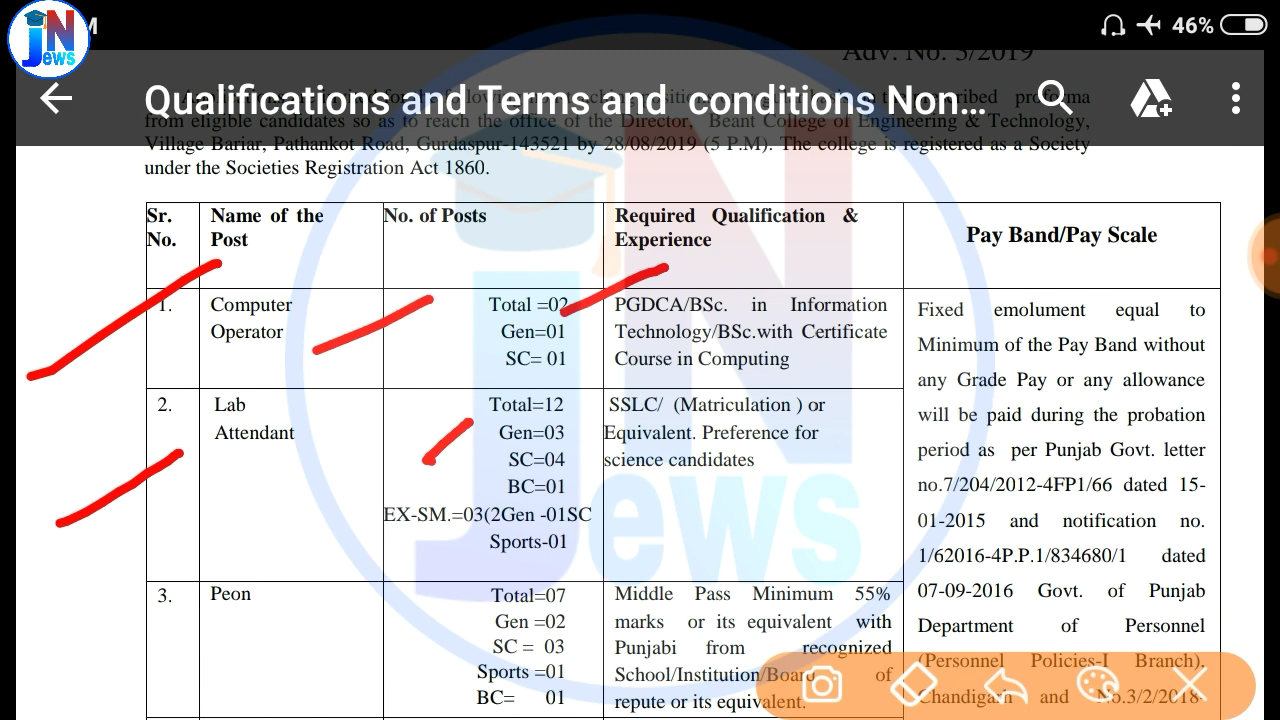 jN
Jews
M
46%
Adv. No. 5/2019
Qualifications and Terms and conditions Non...
from eligible candidates so as to reach the office of the Director, Beant College of Engineering & Technology,
Village Bariar, Pathankot Road, Gurdaspur-143521 by 28/08/2019 (5 P.M). The college is registered as a Society
under the Societies Registration Act 1860.
Sr. No.
Name of the Post
No. of Posts
Required Qualification & Experience
Pay Band/Pay Scale
1.
Computer
Operator
Total =02
Gen=01
SC= 01
PGDCA/BSc. in Information
Technology/BSc.with Certificate
Course in Computing
2.
Lab
Attendant
Total=12
Gen=03
SC=04
BC=01
EX-SM.=03(2Gen -01SC
Sports-01
SSLC/ (Matriculation ) or
Equivalent. Preference for
science candidates
3.
Peon
Total=07
Gen =02
SC = 03
Sports =01
BC= 01
Middle Pass Minimum 55%
marks or its equivalent with
Punjabi from recognized
School/Institution/Board of
repute or its equivalent.
Fixed emolument equal to
Minimum of the Pay Band without
any Grade Pay or any allowance
will be paid during the probation
period as per Punjab Govt. letter
no.7/204/2012-4FP1/66 dated 15-
01-2015 and notification no.
1/62016-4P.P.1/834680/1 dated
07-09-2016 Govt. of Punjab
Department of Personnel
(Personnel Policies-I Branch).
Chandigarh and No.3/2/2018-
jN
Jews